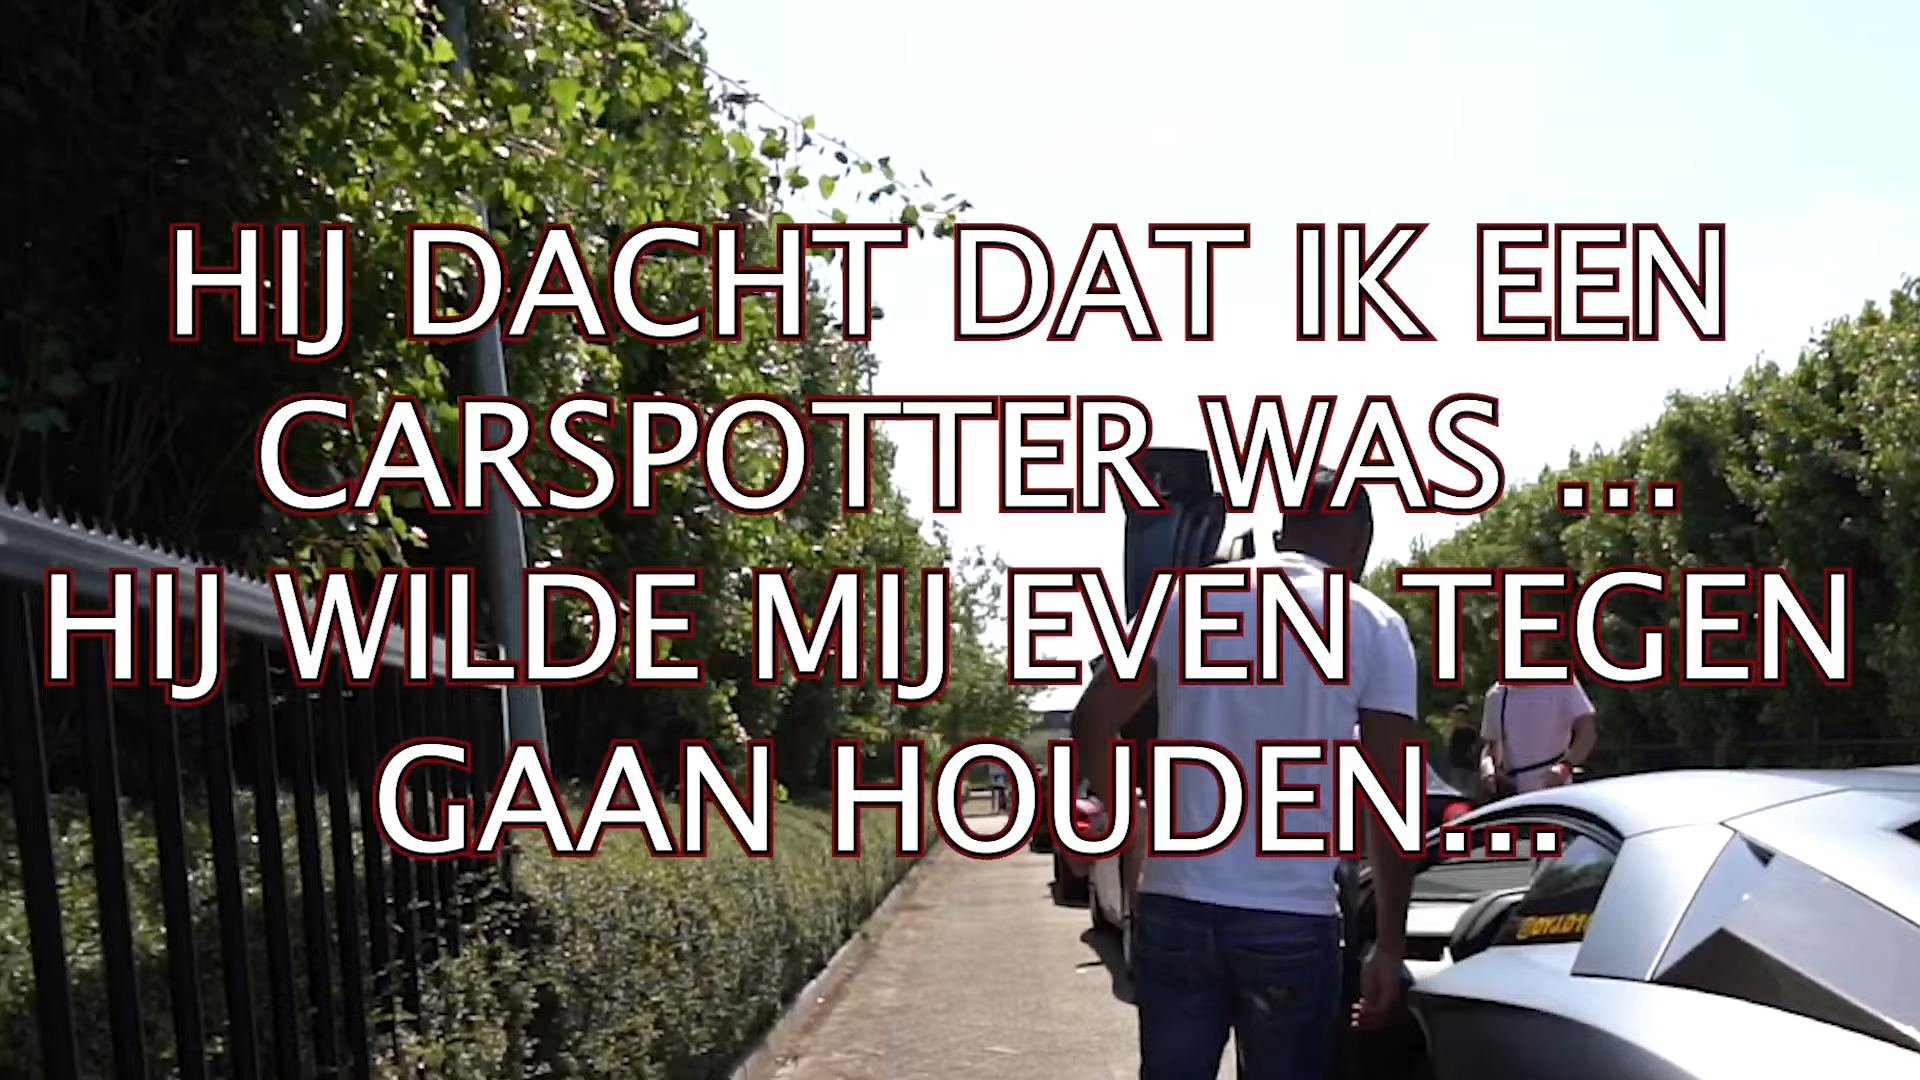 HIJ DACHT DAT IK EEN
CARSPOTTER WAS ...
HIJ WILDE MIJ EVEN TEGEN
GAAN HOUDEN...